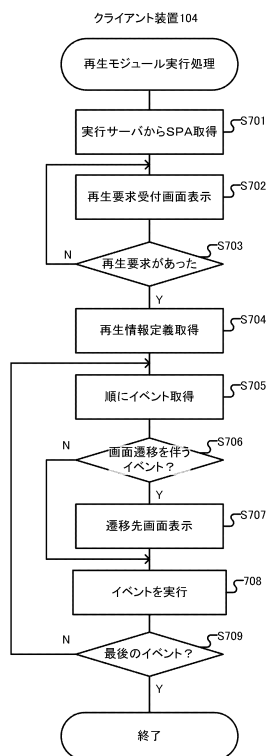 クライアント装置104
再生モジュール実行処理
実行サーバからSPA取得
S701
再生要求受付画面表示
S702
再生要求があった
S703
N
Y
再生情報定義取得
S704
順にイベント取得
S705
画面遷移を伴う
イベント?
S706
N
Y
遷移先画面表示
S707
イベントを実行
708
最後のイベント?
S709
N
Y
終了